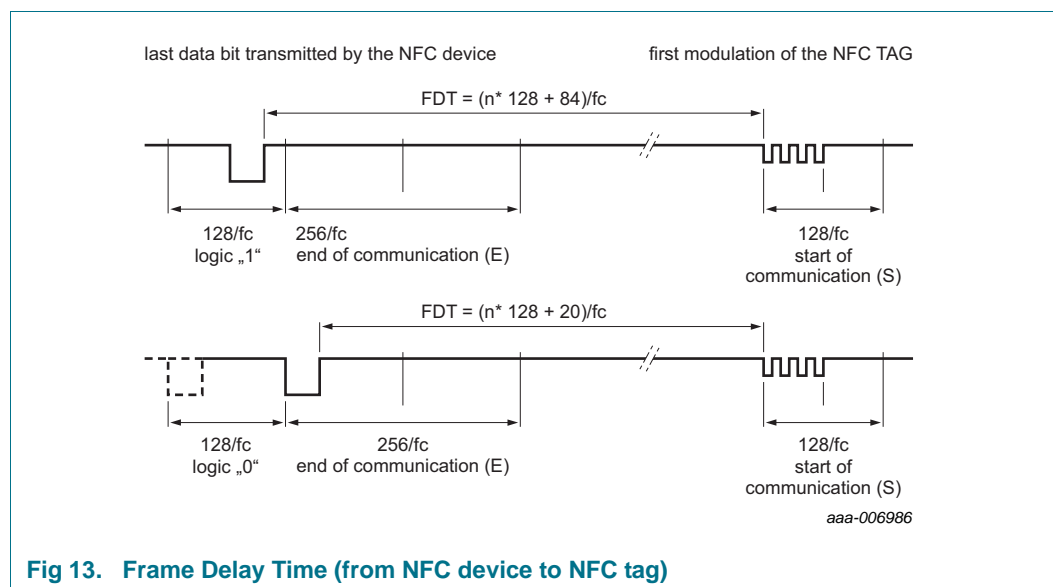 last data bit transmitted by the NFC device
first modulation of the NFC TAG
FDT = (n* 128 + 84)/fc
128/fc
logic „1“
256/fc
end of communication (E)
128/fc
start of
communication (S)
FDT = (n* 128 + 20)/fc
128/fc
logic „0“
256/fc
end of communication (E)
128/fc
start of
communication (S)
aaa-006986
Fig 13. Frame Delay Time (from NFC device to NFC tag)